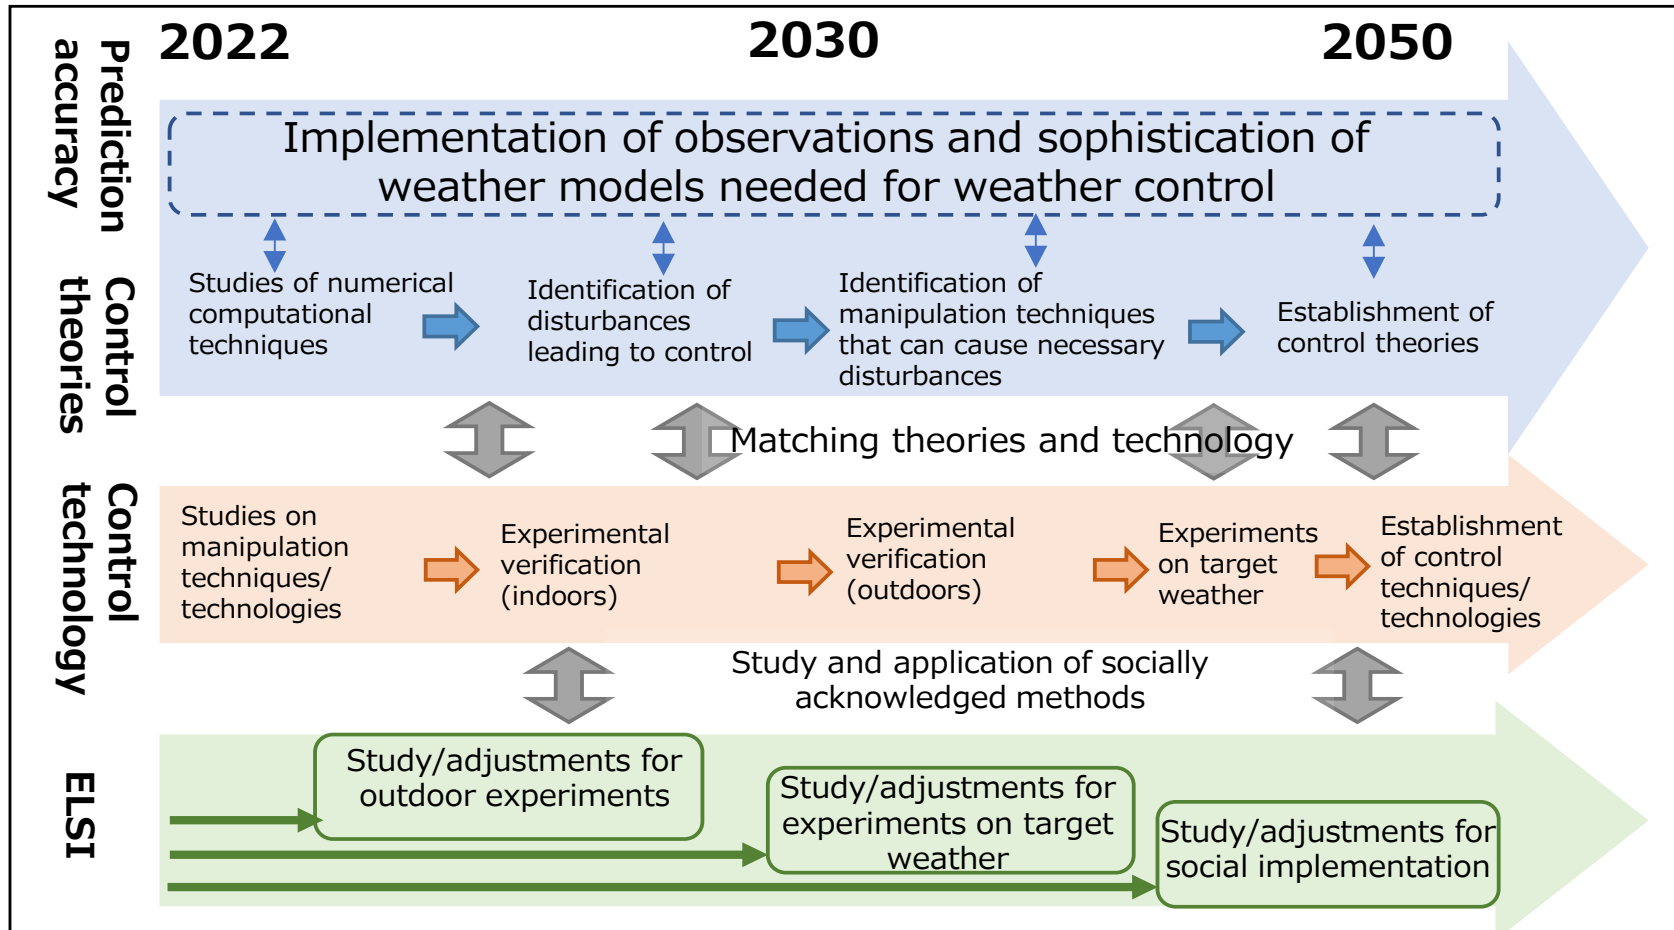 2022
2030
2050
Prediction
accuracy
Implementation of observations and sophistication of
weather models needed for weather control
Control
theories
Studies of numerical
computational
techniques
Identification of
disturbances
leading to control
Identification of
manipulation techniques
that can cause necessary
disturbances
Establishment of
control theories
Matching theories and technology
Control
technology
Studies on
manipulation
techniques/
technologies
Experimental
verification
(indoors)
Experimental
verification
(outdoors)
Experiments
on target
weather
Establishment
of control
techniques/
technologies
Study and application of socially
acknowledged methods
ELSI
Study/adjustments for
outdoor experiments
Study/adjustments for
experiments on target
weather
Study/adjustments for
social implementation